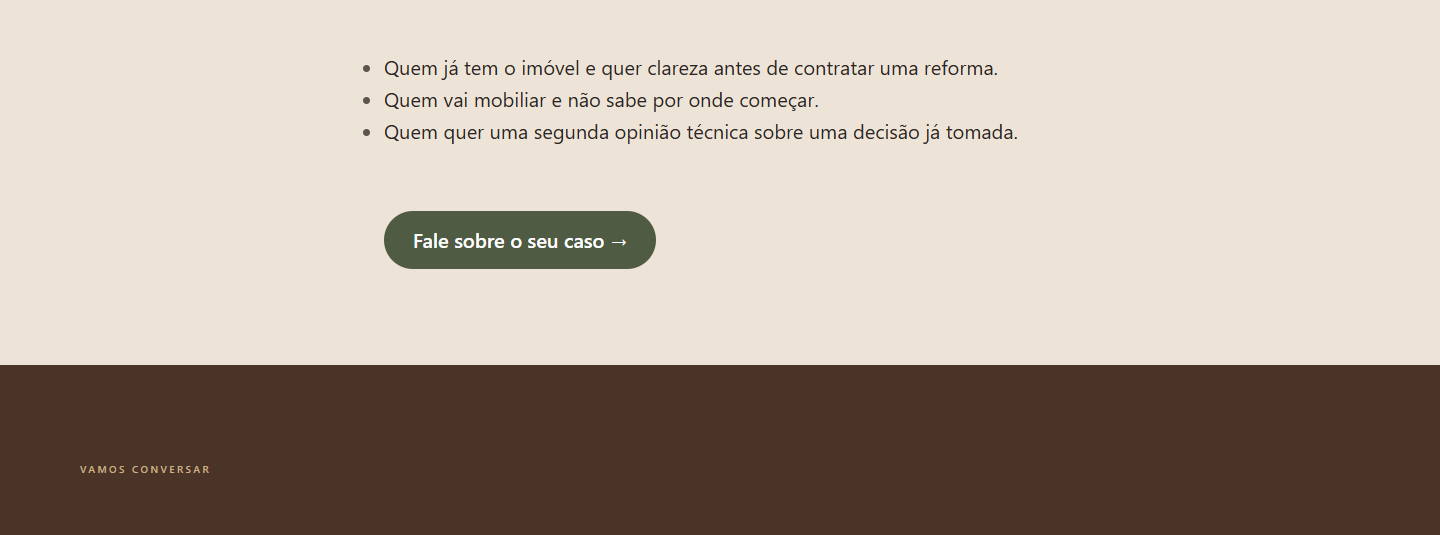 Quem já tem o imóvel e quer clareza antes de contratar uma reforma.
Quem vai mobiliar e não sabe por onde começar.
Quem quer uma segunda opinião técnica sobre uma decisão já tomada.
Fale sobre o seu caso →
VAMOS CONVERSAR